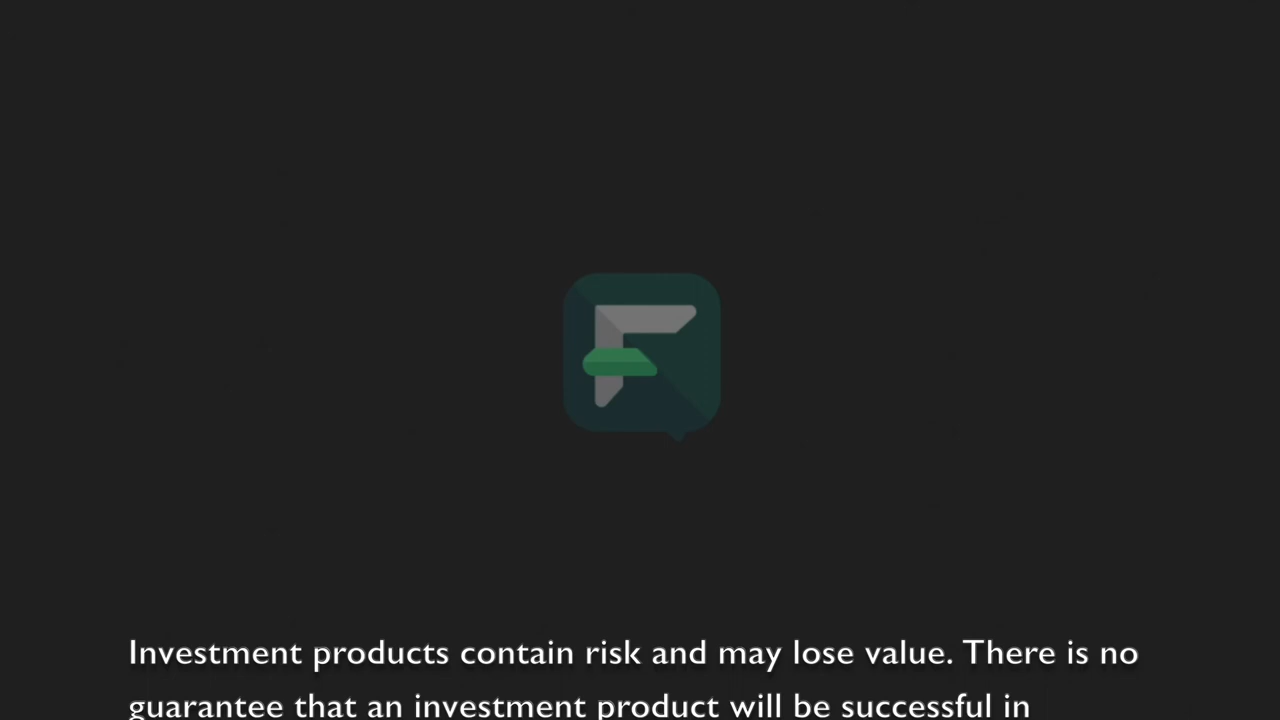 F
Investment products contain risk and may lose value. There is no
guarantee that an investment product will be successful in